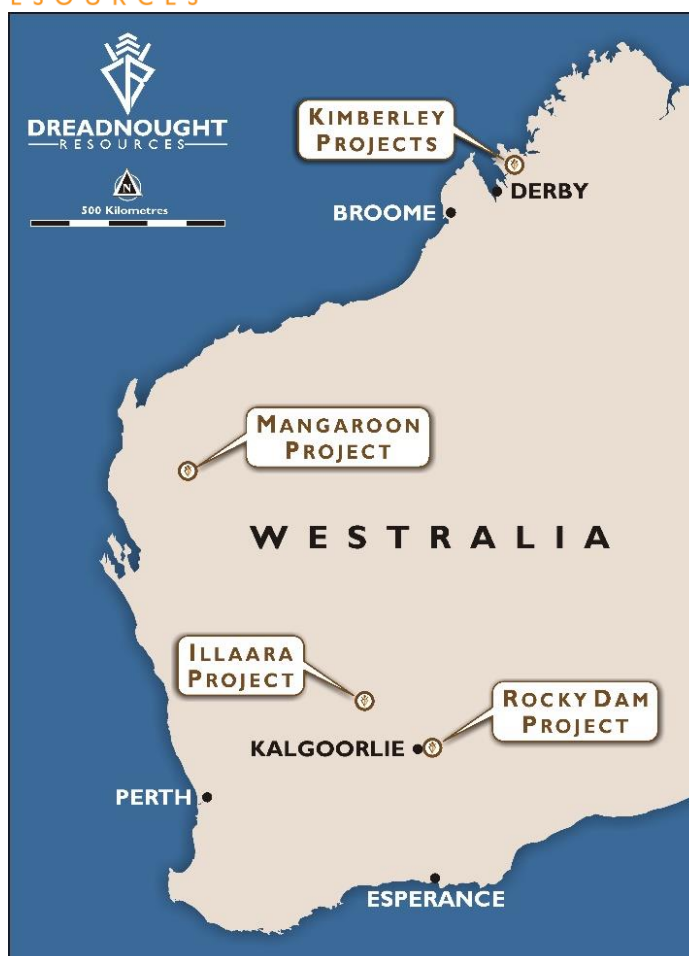 ESOURCES
DREADNOUGHT
RESOURCES
N
500 Kilometres
KIMBERLEY
PROJECTS
DERBY
BROOME
MANGAROON
PROJECT
WESTRALIA
ILLAARA
PROJECT
ROCKY DAM
PROJECT
KALGOORLIE
PERTH
ESPERANCE